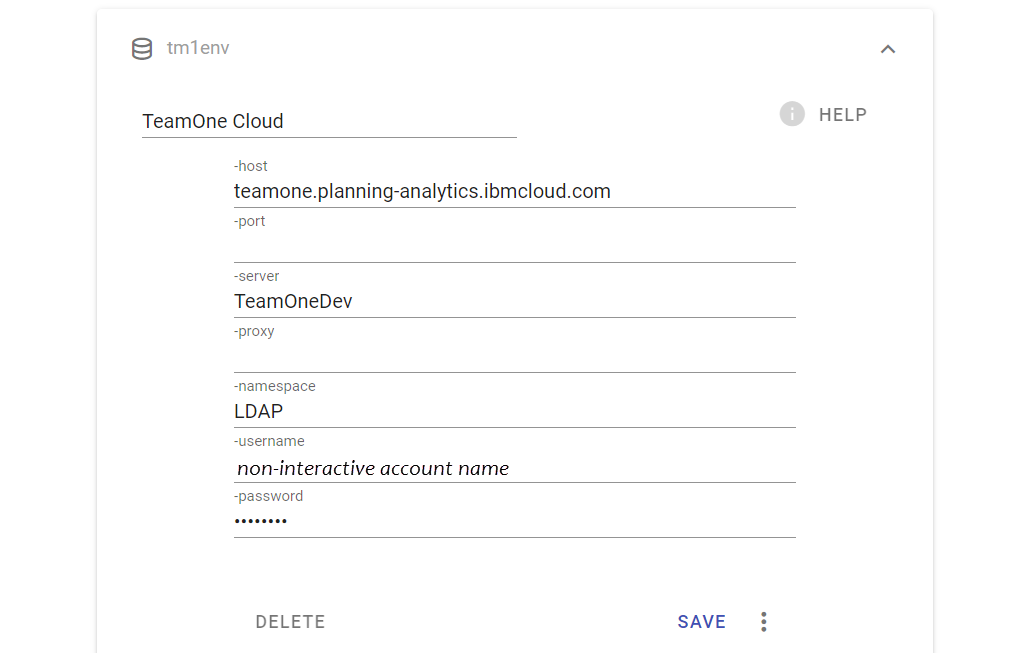 tm1env
TeamOne Cloud
HELP
-host
teamone.planning-analytics.ibmcloud.com
-port
-server
TeamOneDev
-proxy
-namespace
LDAP
-username
non-interactive account name
-password
••••••••
DELETE
SAVE